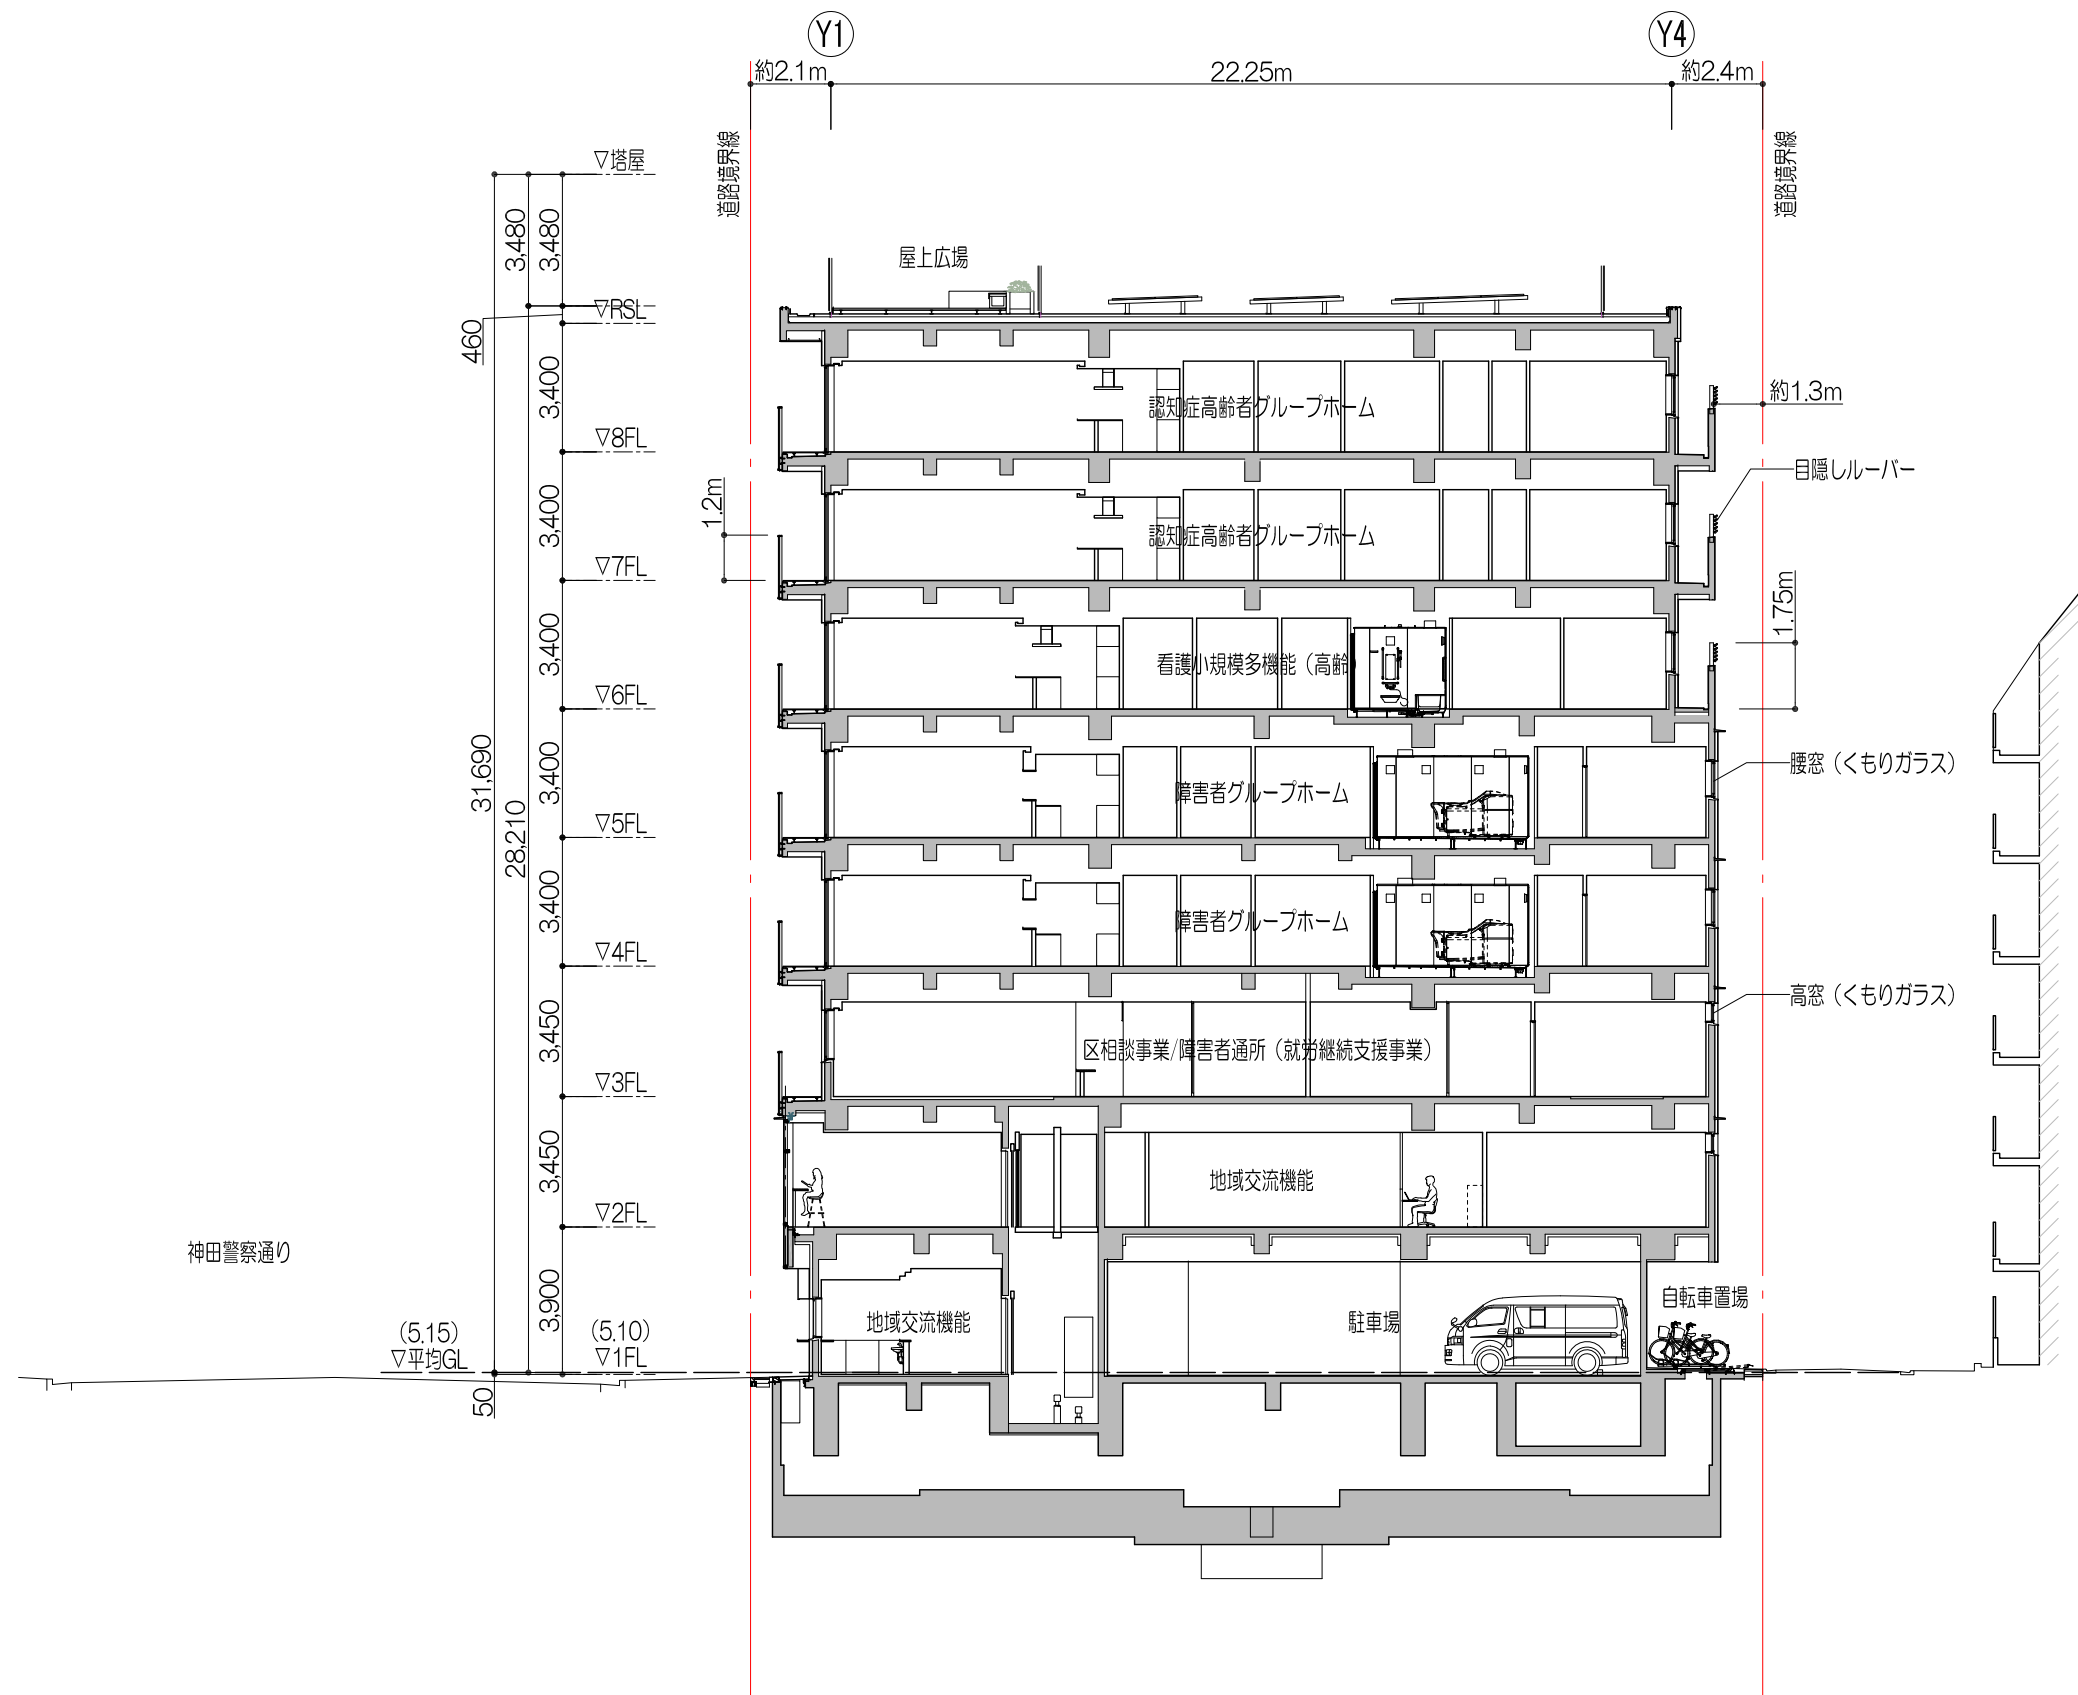 Y1
Y4
約2.1m
22.25m
約2.4m
道路境界線
道路境界線
▽塔屋
3,480
3,480
屋上広場
▽RSL
460
3,400
認知症高齢者グループホーム
約1.3m
▽8FL
目隠しルーバー
1.2m
3,400
認知症高齢者グループホーム
▽7FL
1.75m
3,400
看護小規模多機能（高齢
▽6FL
31,690
28,210
3,400
障害者グループホーム
腰窓（くもりガラス）
▽5FL
3,400
障害者グループホーム
▽4FL
高窓（くもりガラス）
3,450
区相談事業/障害者通所（就労継続支援事業）
▽3FL
3,450
地域交流機能
▽2FL
神田警察通り
3,900
地域交流機能
駐車場
自転車置場
(5.15)
▽平均GL
(5.10)
▽1FL
50